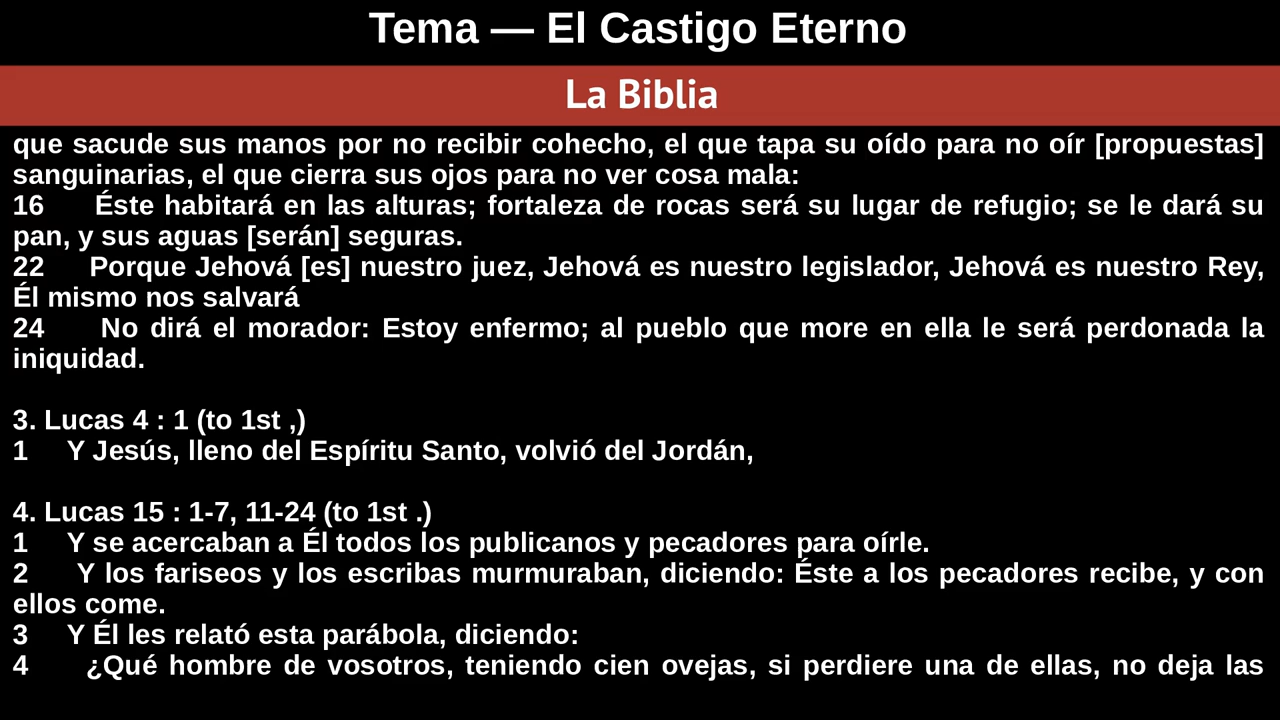 Tema — El Castigo Eterno
La Biblia
que sacude sus manos por no recibir cohecho, el que tapa su oído para no oír [propuestas]
sanguinarias, el que cierra sus ojos para no ver cosa mala:
16 Éste habitará en las alturas; fortaleza de rocas será su lugar de refugio; se le dará su
pan, y sus aguas [serán] seguras.
22 Porque Jehová [es] nuestro juez, Jehová es nuestro legislador, Jehová es nuestro Rey,
Él mismo nos salvará
24 No dirá el morador: Estoy enfermo; al pueblo que more en ella le será perdonada la
iniquidad.
3. Lucas 4 : 1 (to 1st ,)
1 Y Jesús, lleno del Espíritu Santo, volvió del Jordán,
4. Lucas 15 : 1-7, 11-24 (to 1st .)
1 Y se acercaban a Él todos los publicanos y pecadores para oírle.
2 Y los fariseos y los escribas murmuraban, diciendo: Éste a los pecadores recibe, y con
ellos come.
3 Y Él les relató esta parábola, diciendo:
4 ¿Qué hombre de vosotros, teniendo cien ovejas, si perdiere una de ellas, no deja las